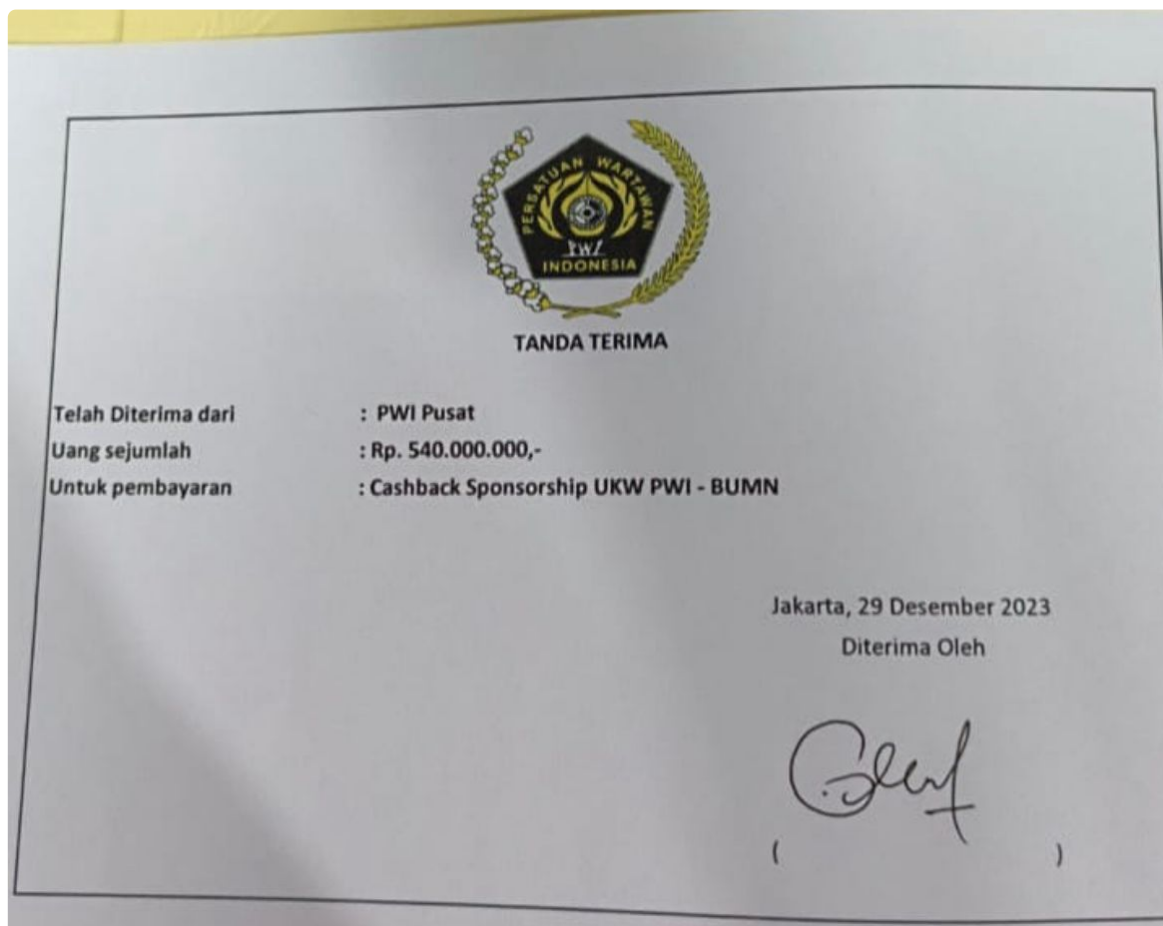 PERSATUAN WARTAWAN
PWI
INDONESIA
TANDA TERIMA
Telah Diterima dari : PWI Pusat
Uang sejumlah : Rp. 540.000.000,-
Untuk pembayaran : Cashback Sponsorship UKW PWI - BUMN
Jakarta, 29 Desember 2023
Diterima Oleh
( )